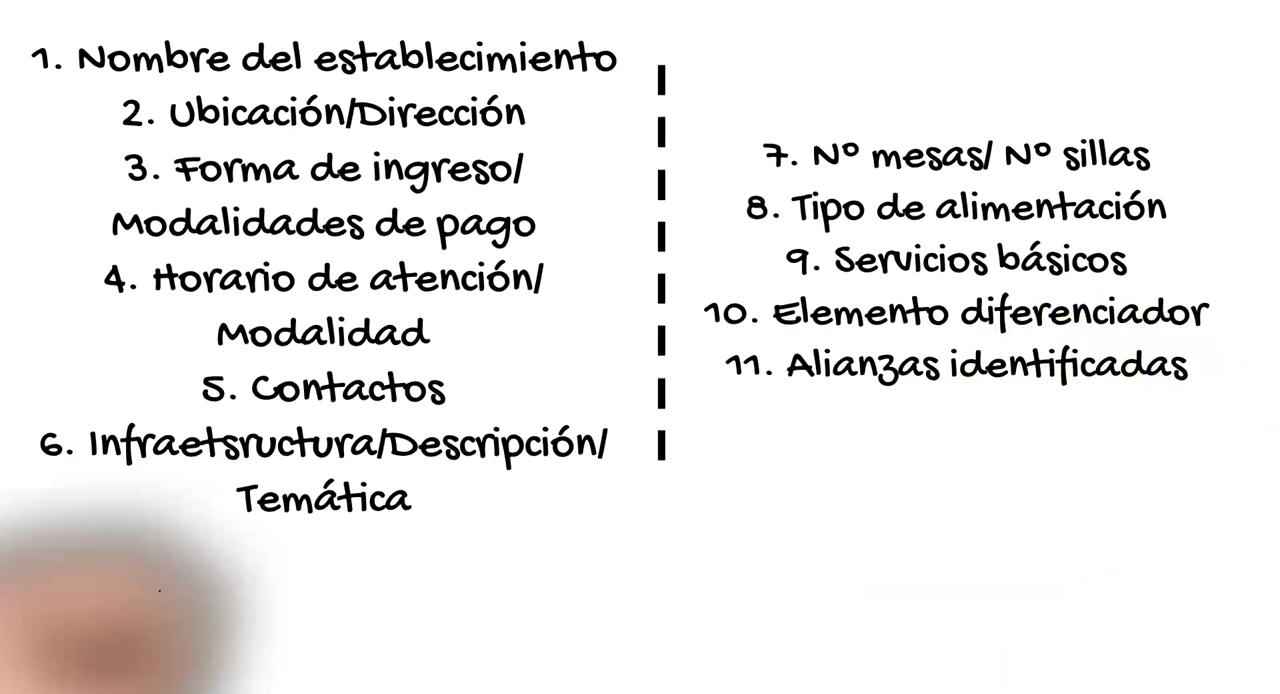 1. Nombre del establecimiento
2. Ubicación/Dirección
3. Forma de ingreso/
Modalidades de pago
4. Horario de atención/
Modalidad
5. Contactos
6. Infraetsructura/Descripción/
Temática
7. Nº mesas/ Nº sillas
8. Tipo de alimentación
9. Servicios básicos
10. Elemento diferenciador
11. Alianzas identificadas